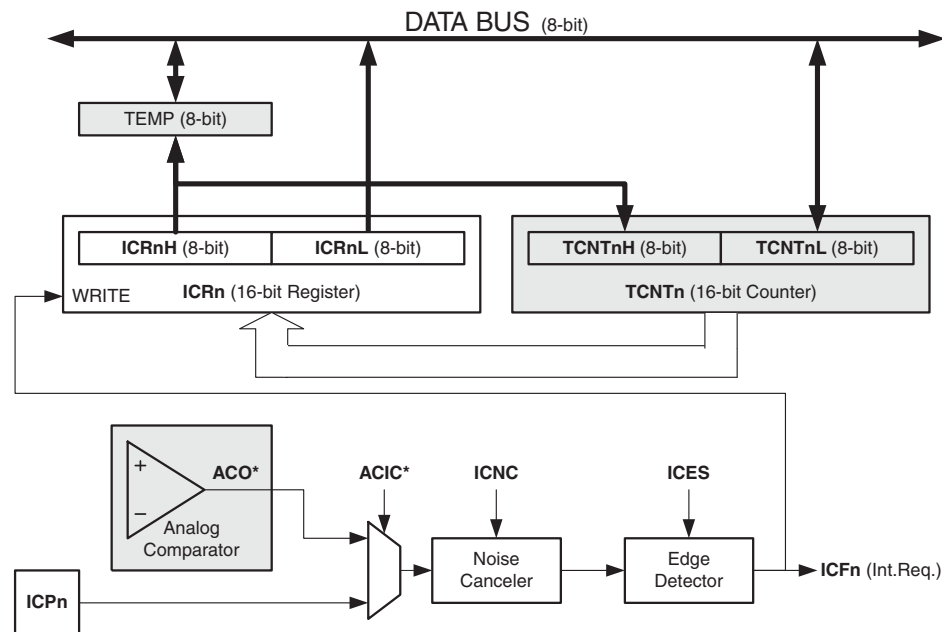 DATA BUS (8-bit)
TEMP (8-bit)
ICRnH (8-bit)
ICRnL (8-bit)
TCNTnH (8-bit)
TCNTnL (8-bit)
WRITE
ICRn (16-bit Register)
TCNTn (16-bit Counter)
+
−
ACO*
Analog
Comparator
ACIC*
ICNC
ICES
Noise
Canceler
Edge
Detector
ICFn (Int.Req.)
ICPn